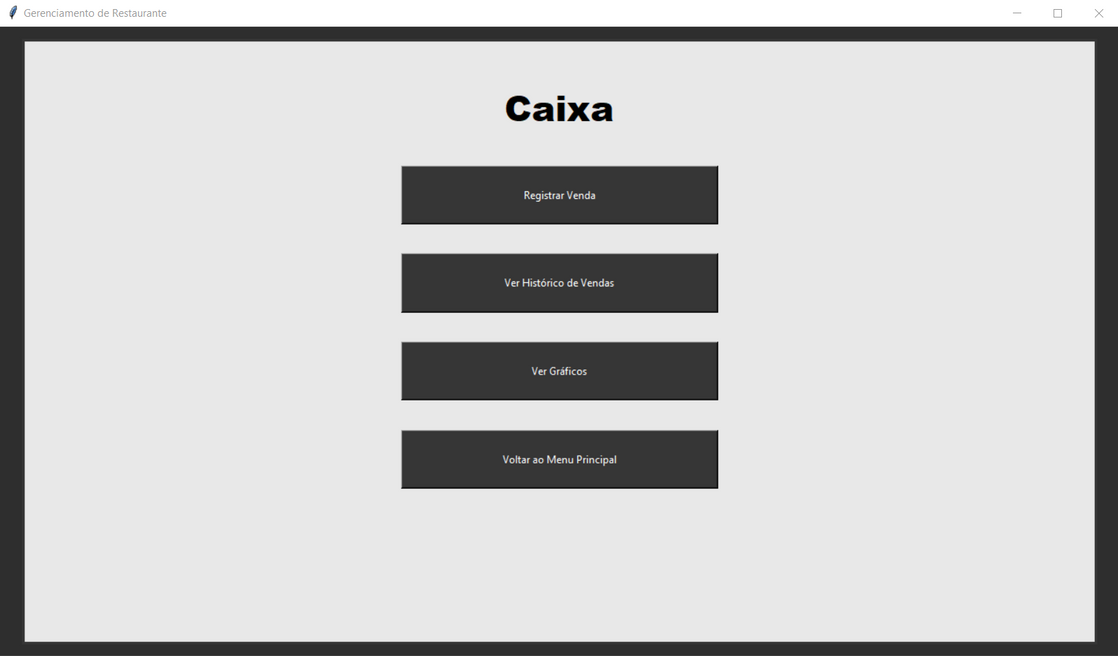 Gerenciamento de Restaurante
Caixa
Registrar Venda
Ver Histórico de Vendas
Ver Gráficos
Voltar ao Menu Principal